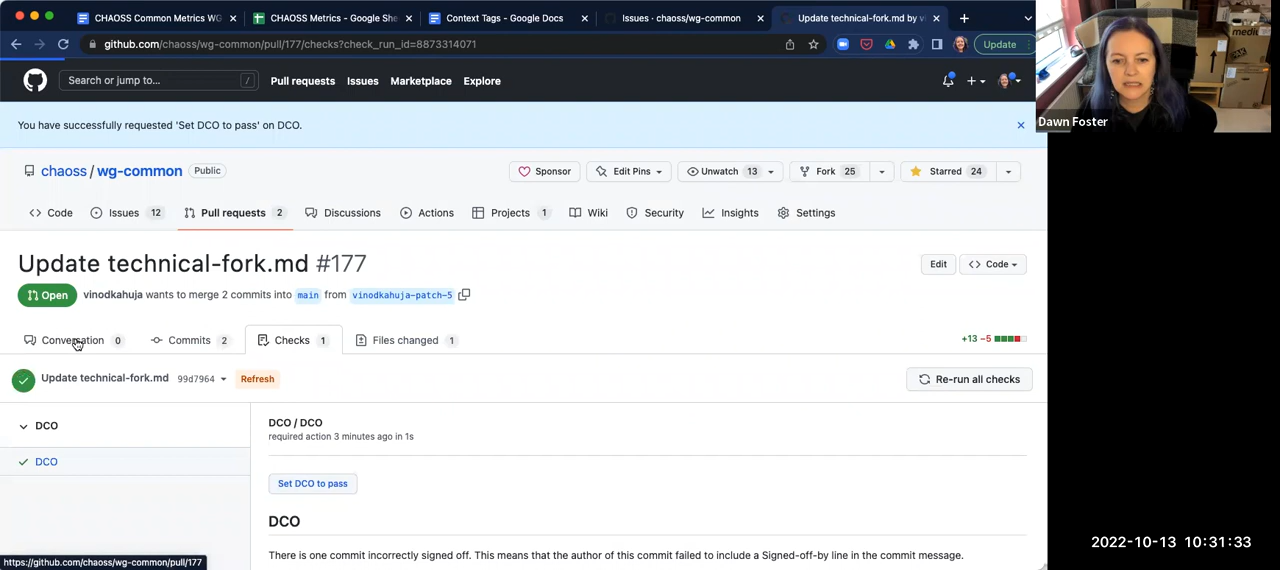 CHAOSS Common Metrics WG
CHAOSS Metrics - Google She
Context Tags - Google Docs
Issues · chaoss/wg-common
Update technical-fork.md by vi
github.com/chaoss/wg-common/pull/177/checks?check_run_id=8873314071
Update
Search or jump to...
/
Pull requests
Issues
Marketplace
Explore
Dawn Foster
You have successfully requested 'Set DCO to pass' on DCO.
chaoss / wg-common
Public
Sponsor
Edit Pins
Unwatch 13
Fork 25
Starred 24
Code
Issues 12
Pull requests 2
Discussions
Actions
Projects 1
Wiki
Security
Insights
Settings
Update technical-fork.md #177
Edit
Code
Open
vinodkahuja wants to merge 2 commits into main from vinodkahuja-patch-5
Conversation 0
Commits 2
Checks 1
Files changed 1
+13 −5
Update technical-fork.md 99d7964
Refresh
Re-run all checks
DCO
DCO
DCO / DCO
required action 3 minutes ago in 1s
Set DCO to pass
DCO
There is one commit incorrectly signed off. This means that the author of this commit failed to include a Signed-off-by line in the commit message.
https://github.com/chaoss/wg-common/pull/177
2022-10-13 10:31:33